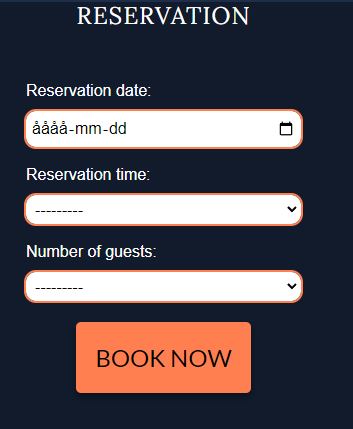 RESERVATION
Reservation date:
åååå-mm-dd
Reservation time:
---------
Number of guests:
---------
BOOK NOW